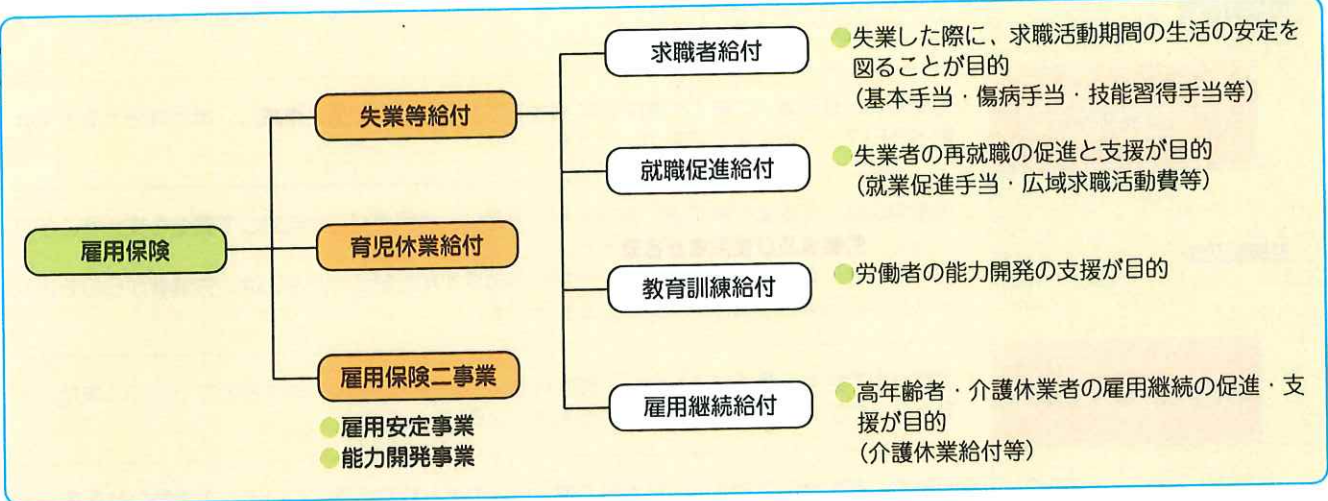 雇用保険
失業等給付
育児休業給付
雇用保険二事業
●雇用安定事業
●能力開発事業
求職者給付
●失業した際に、求職活動期間の生活の安定を
図ることが目的
(基本手当・傷病手当・技能習得手当等)
就職促進給付
●失業者の再就職の促進と支援が目的
(就業促進手当・広域求職活動費等)
教育訓練給付
●労働者の能力開発の支援が目的
雇用継続給付
●高年齢者・介護休業者の雇用継続の促進・支
援が目的
(介護休業給付等)